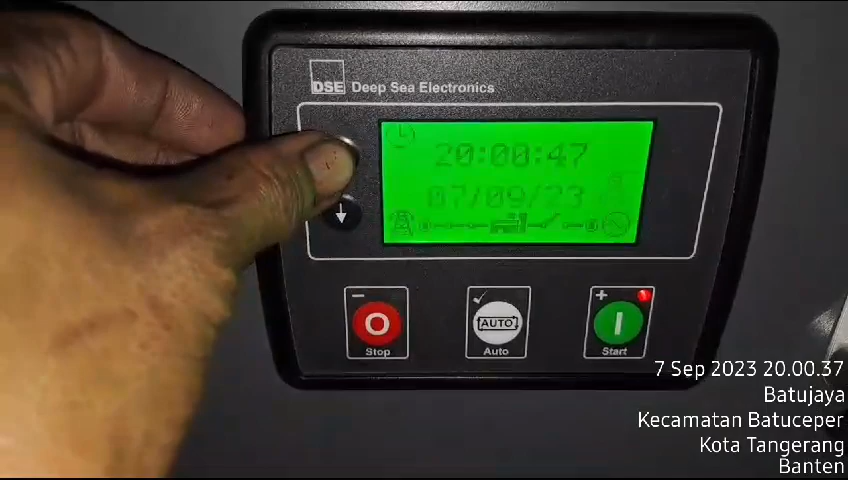 DSE Deep Sea Electronics
20:00:47
07/09/23
Stop
AUTO
Auto
Start
7 Sep 2023 20.00.37
Batujaya
Kecamatan Batuceper
Kota Tangerang
Banten